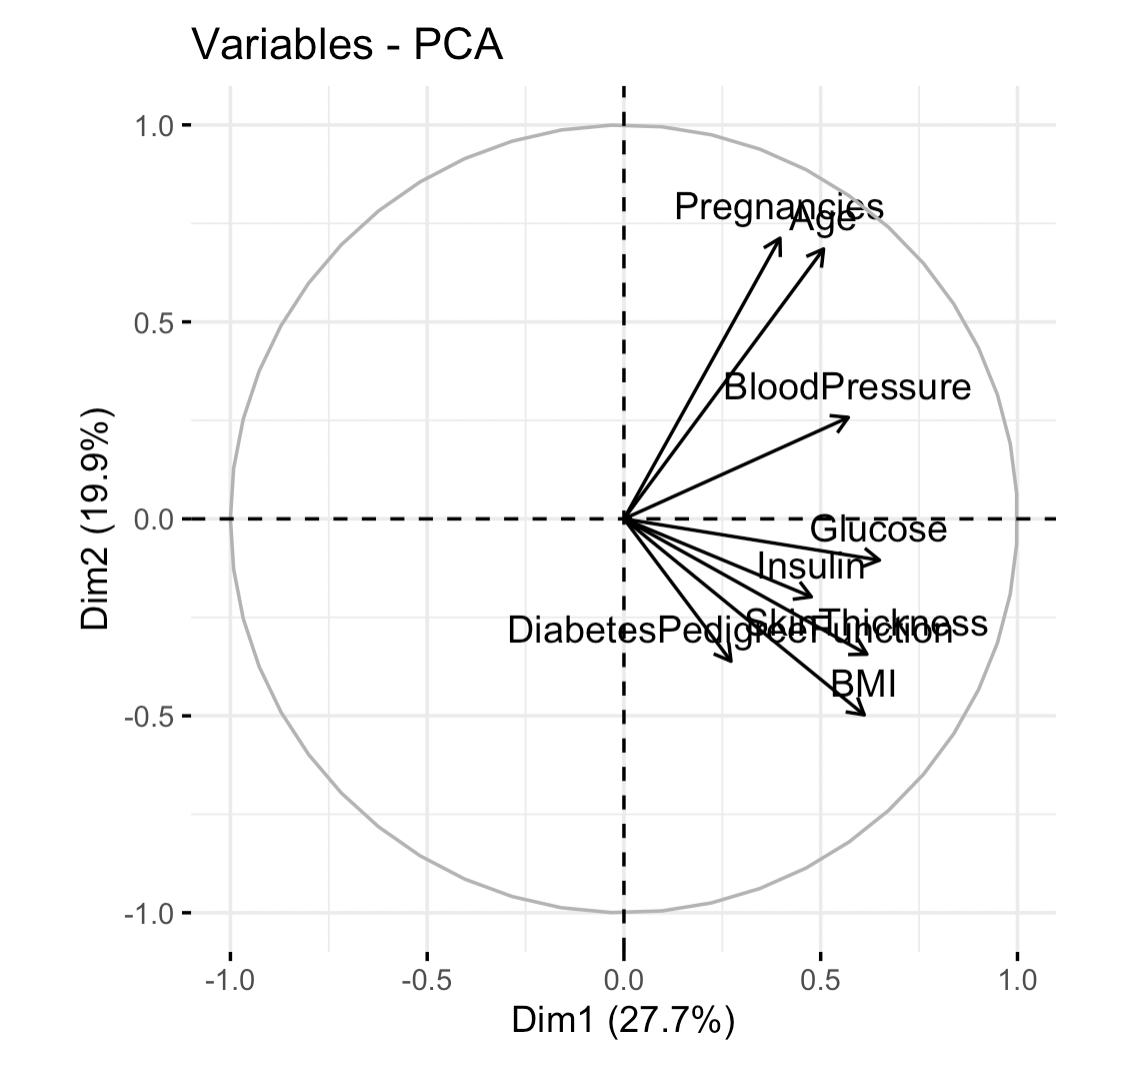 Variables - PCA
Pregnancies
Age
BloodPressure
Glucose
Insulin
SkinThickness
DiabetesPedigreeFunction
BMI
1.0
0.5
0.0
-0.5
-1.0
Dim2 (19.9%)
-1.0
-0.5
0.0
0.5
1.0
Dim1 (27.7%)